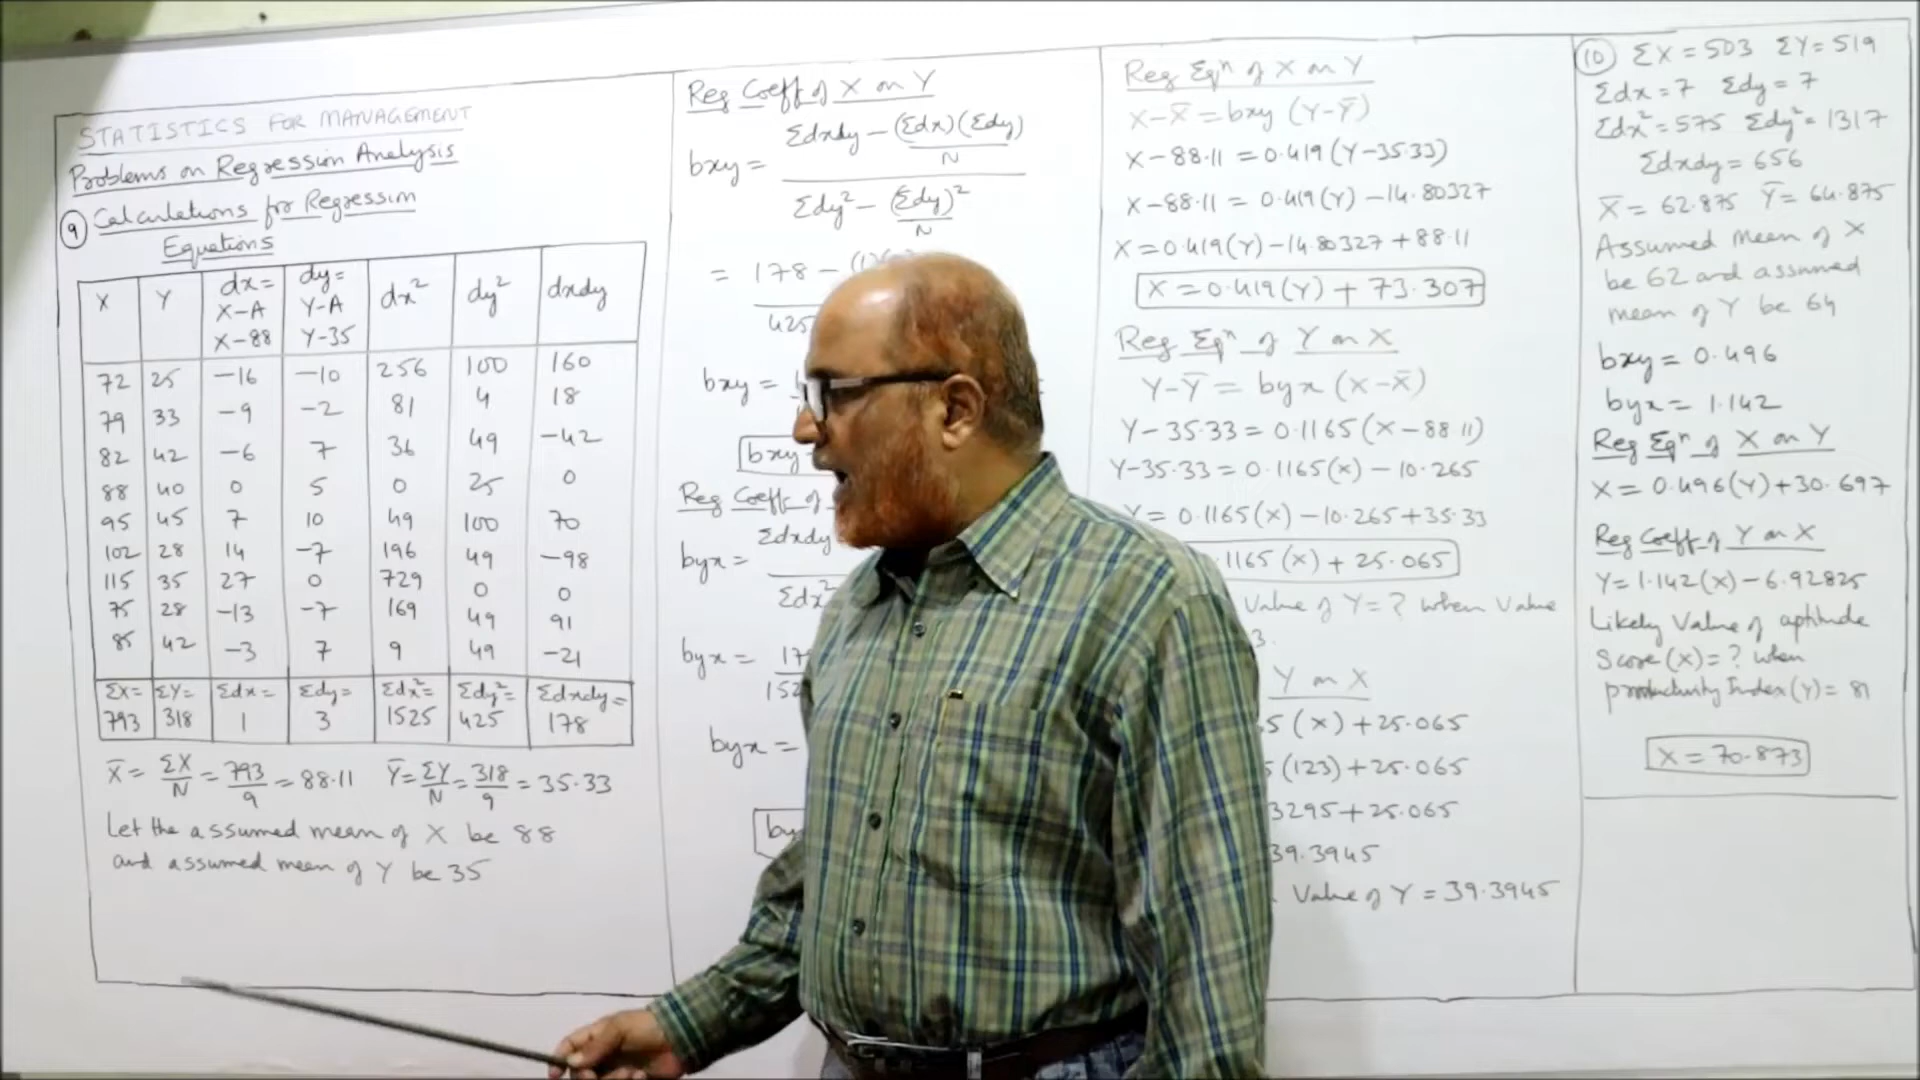 STATISTICS FOR MANAGEMENT
Problems on Regression Analysis
9 Calculations for Regression
Equations
X Y dx= X-A X-88 dy= Y-A Y-35 dx² dy² dxdy
72 25 -16 -10 256 100 160
79 33 -9 -2 81 4 18
82 42 -6 7 36 49 -42
88 40 0 5 0 25 0
95 45 7 10 49 100 70
102 28 14 -7 196 49 -98
115 35 27 0 729 0 0
75 28 -13 -7 169 49 91
85 42 -3 7 9 49 -21
ΣX= 793 ΣY= 318 Σdx= 1 Σdy= 3 Σdx²= 1525 Σdy²= 425 Σdxdy= 178
X̄ = ΣX/N = 793/9 = 88.11 Ȳ = ΣY/N = 318/9 = 35.33
Let the assumed mean of X be 88
and assumed mean of Y be 35
Reg Coeff of X on Y
bxy = Σdxdy - (Σdx)(Σdy)/N
Σdy² - (Σdy)²/N
= 178 -
425
bxy =
bxy
Reg Coeff of
byx = Σdxdy
Σdx²
byx = 17
152
byx =
by
Reg Eqⁿ of X on Y
X-X̄ = bxy (Y-Ȳ)
X-88.11 = 0.419(Y-35.33)
X-88.11 = 0.419(Y) -14.80327
X = 0.419(Y) -14.80327 + 88.11
X = 0.419(Y) + 73.307
Reg Eqⁿ of Y on X
Y-Ȳ = byx (X-X̄)
Y-35.33 = 0.1165(X-88.11)
Y-35.33 = 0.1165(x) - 10.265
Y = 0.1165(x) - 10.265 + 35.33
.1165 (x) + 25.065
Value of Y = ? when Value
3.
Y on X
5 (x) + 25.065
5 (123) + 25.065
3295 + 25.065
39.3945
Value of Y = 39.3945
10 ΣX = 503 ΣY = 519
Σdx = 7 Σdy = 7
Σdx² = 575 Σdy² = 1317
Σdxdy = 656
X̄ = 62.875 Ȳ = 64.875
Assumed mean of X
be 62 and assumed
mean of Y be 64
bxy = 0.496
byx = 1.142
Reg Eqⁿ of X on Y
X = 0.496(Y) + 30.697
Reg Coeff of Y on X
Y = 1.142(x) - 6.92825
Likely Value of aptitude
Score (x) = ? when
productivity Index (y) = 81
X = 70.873